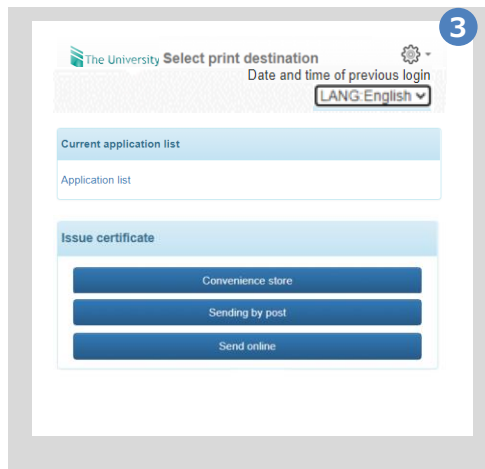 3
The University Select print destination
Date and time of previous login
LANG:English
Current application list
Application list
Issue certificate
Convenience store
Sending by post
Send online